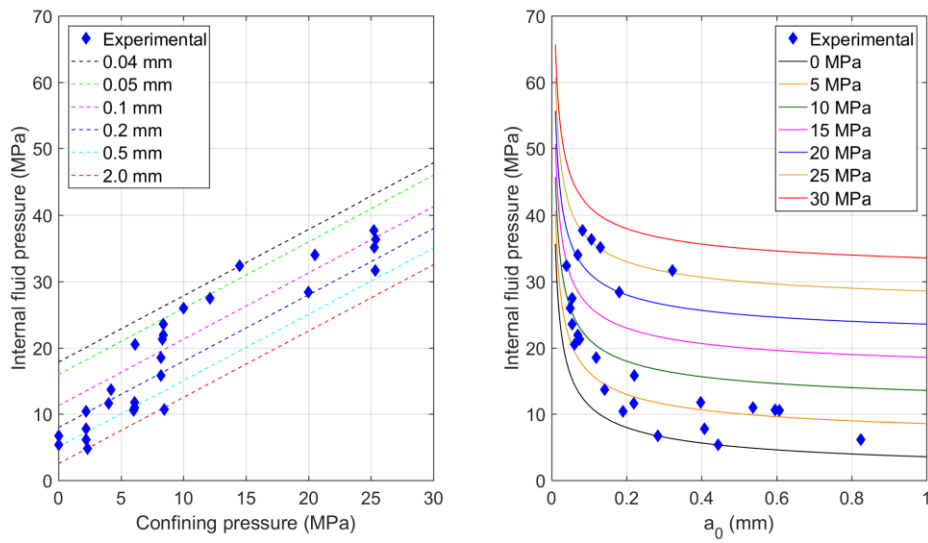 70
60
50
40
30
20
10
0
Internal fluid pressure (MPa)
Experimental
0.04 mm
0.05 mm
0.1 mm
0.2 mm
0.5 mm
2.0 mm
0 5 10 15 20 25 30
Confining pressure (MPa)
70
60
50
40
30
20
10
0
Internal fluid pressure (MPa)
Experimental
0 MPa
5 MPa
10 MPa
15 MPa
20 MPa
25 MPa
30 MPa
0 0.2 0.4 0.6 0.8 1
a0 (mm)